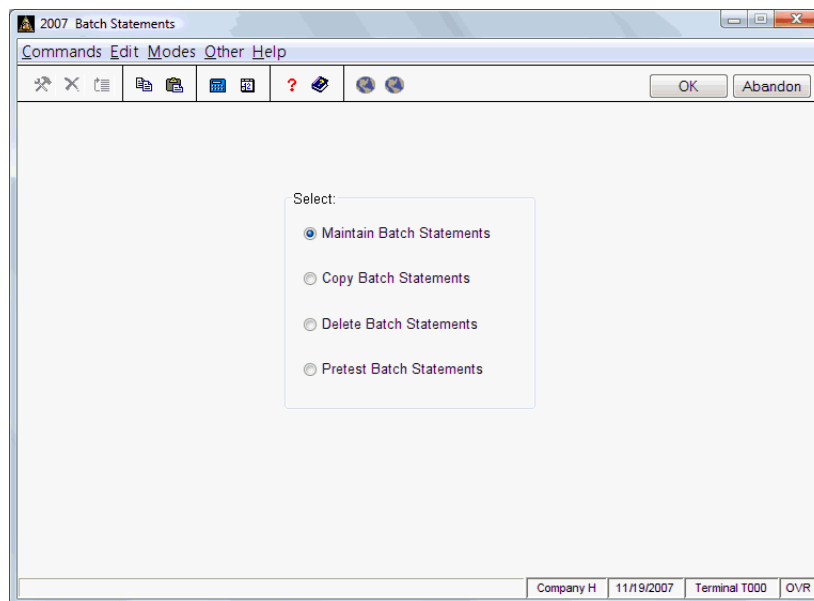 2007 Batch Statements
Commands Edit Modes Other Help
OK Abandon
Select:
Maintain Batch Statements
Copy Batch Statements
Delete Batch Statements
Pretest Batch Statements
Company H 11/19/2007 Terminal T000 OVR